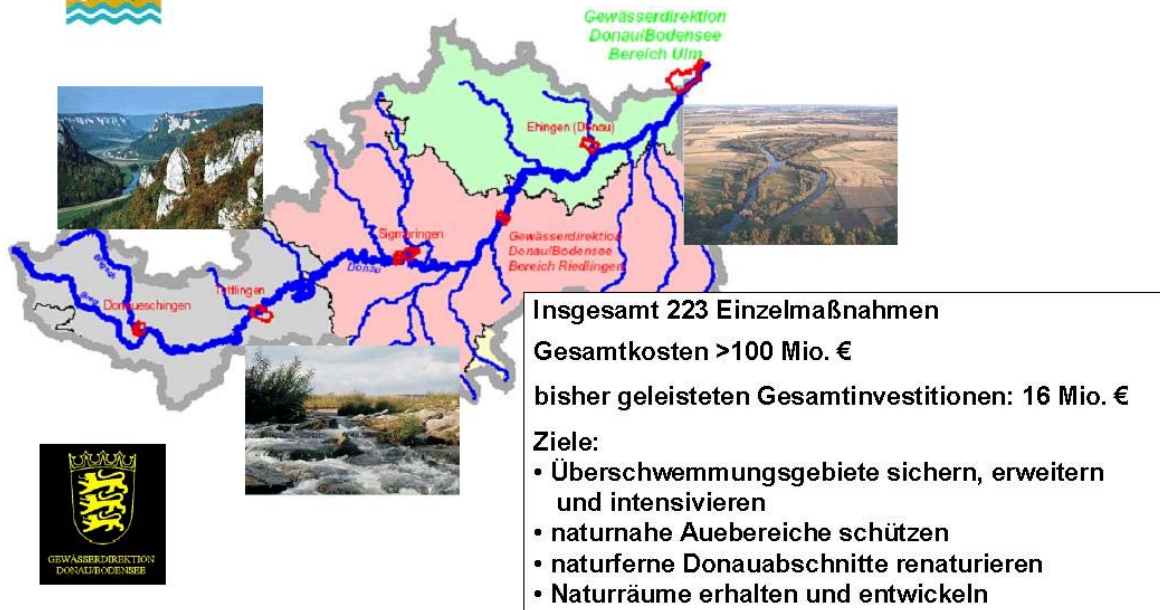 Gewässerdirektion
Donau/Bodensee
Bereich Ulm
Ehingen (Donau)
Sigmaringen
Donau
Gewässerdirektion
Donau/Bodensee
Bereich Riedlingen
Brigach
Breg
Donaueschingen
Tuttlingen
Insgesamt 223 Einzelmaßnahmen
Gesamtkosten >100 Mio. €
bisher geleisteten Gesamtinvestitionen: 16 Mio. €
Ziele:
• Überschwemmungsgebiete sichern, erweitern
und intensivieren
• naturnahe Auebereiche schützen
• naturferne Donauabschnitte renaturieren
• Naturräume erhalten und entwickeln
GEWÄSSERDIREKTION
DONAU/BODENSEE